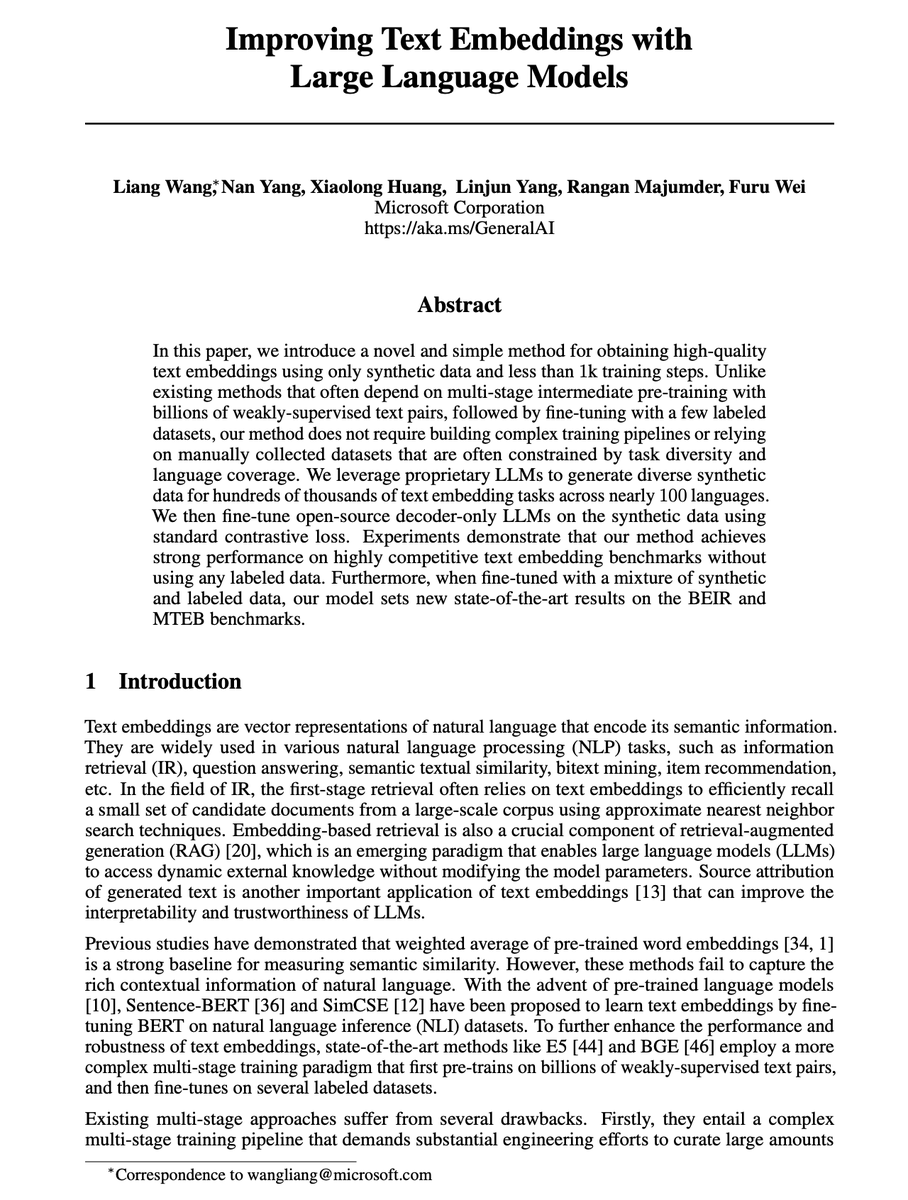 Improving Text Embeddings with
Large Language Models
Liang Wang,* Nan Yang, Xiaolong Huang, Linjun Yang, Rangan Majumder, Furu Wei
Microsoft Corporation
https://aka.ms/GeneralAI
Abstract
In this paper, we introduce a novel and simple method for obtaining high-quality
text embeddings using only synthetic data and less than 1k training steps. Unlike
existing methods that often depend on multi-stage intermediate pre-training with
billions of weakly-supervised text pairs, followed by fine-tuning with a few labeled
datasets, our method does not require building complex training pipelines or relying
on manually collected datasets that are often constrained by task diversity and
language coverage. We leverage proprietary LLMs to generate diverse synthetic
data for hundreds of thousands of text embedding tasks across nearly 100 languages.
We then fine-tune open-source decoder-only LLMs on the synthetic data using
standard contrastive loss. Experiments demonstrate that our method achieves
strong performance on highly competitive text embedding benchmarks without
using any labeled data. Furthermore, when fine-tuned with a mixture of synthetic
and labeled data, our model sets new state-of-the-art results on the BEIR and
MTEB benchmarks.
1 Introduction
Text embeddings are vector representations of natural language that encode its semantic information.
They are widely used in various natural language processing (NLP) tasks, such as information
retrieval (IR), question answering, semantic textual similarity, bitext mining, item recommendation,
etc. In the field of IR, the first-stage retrieval often relies on text embeddings to efficiently recall
a small set of candidate documents from a large-scale corpus using approximate nearest neighbor
search techniques. Embedding-based retrieval is also a crucial component of retrieval-augmented
generation (RAG) [20], which is an emerging paradigm that enables large language models (LLMs)
to access dynamic external knowledge without modifying the model parameters. Source attribution
of generated text is another important application of text embeddings [13] that can improve the
interpretability and trustworthiness of LLMs.
Previous studies have demonstrated that weighted average of pre-trained word embeddings [34, 1]
is a strong baseline for measuring semantic similarity. However, these methods fail to capture the
rich contextual information of natural language. With the advent of pre-trained language models
[10], Sentence-BERT [36] and SimCSE [12] have been proposed to learn text embeddings by fine-
tuning BERT on natural language inference (NLI) datasets. To further enhance the performance and
robustness of text embeddings, state-of-the-art methods like E5 [44] and BGE [46] employ a more
complex multi-stage training paradigm that first pre-trains on billions of weakly-supervised text pairs,
and then fine-tunes on several labeled datasets.
Existing multi-stage approaches suffer from several drawbacks. Firstly, they entail a complex
multi-stage training pipeline that demands substantial engineering efforts to curate large amounts
*Correspondence to wangliang@microsoft.com